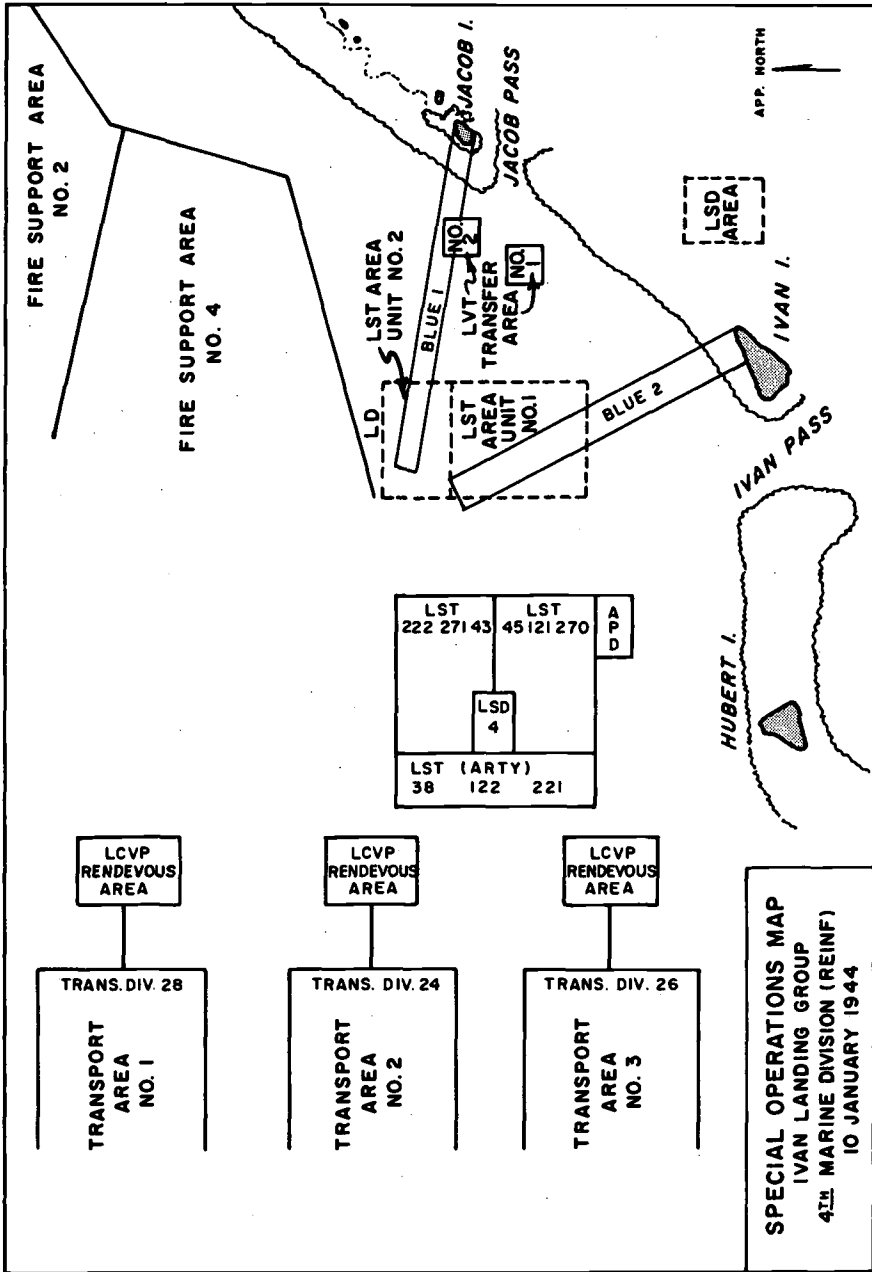 FIRE SUPPORT AREA
NO. 2
FIRE SUPPORT AREA
NO. 4
JACOB I.
JACOB PASS
APP. NORTH
LST AREA
UNIT NO. 2
LD
BLUE 1
NO.
2
LVT
TRANSFER
AREA
NO.
1
LST
AREA
UNIT
NO. 1
BLUE 2
LSD
AREA
IVAN I.
IVAN PASS
HUBERT I.
LST
222 271 43
LST
45 121 270
A
P
D
LSD
4
LST (ARTY)
38 122 221
LCVP
RENDEVOUS
AREA
LCVP
RENDEVOUS
AREA
LCVP
RENDEVOUS
AREA
TRANS. DIV. 28
TRANSPORT
AREA
NO. 1
TRANS. DIV. 24
TRANSPORT
AREA
NO. 2
TRANS. DIV. 26
TRANSPORT
AREA
NO. 3
SPECIAL OPERATIONS MAP
IVAN LANDING GROUP
4TH MARINE DIVISION (REINF)
10 JANUARY 1944